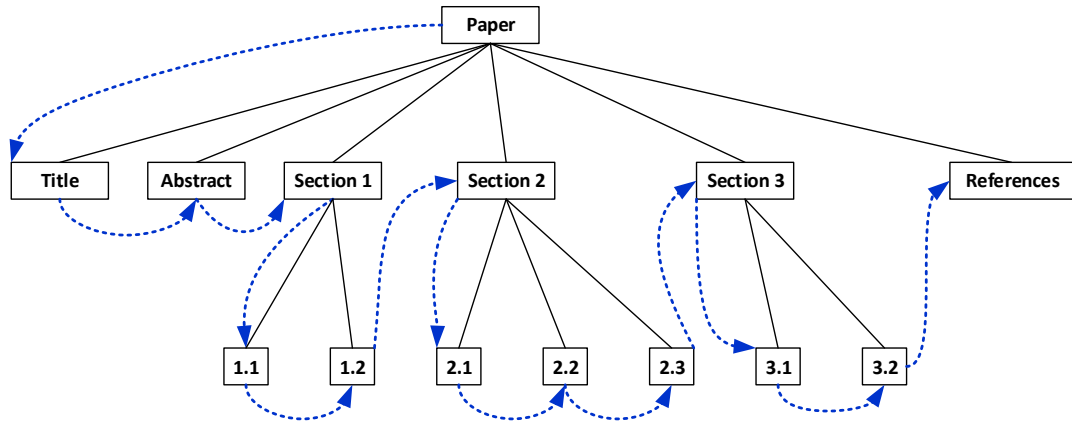 Paper
Title
Abstract
Section 1
Section 2
Section 3
References
1.1
1.2
2.1
2.2
2.3
3.1
3.2